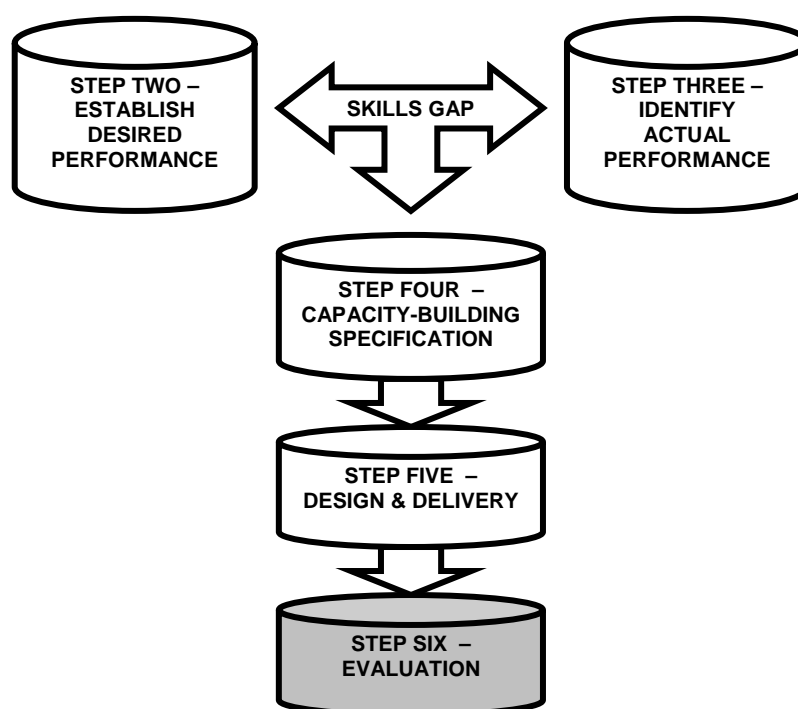 STEP TWO –
ESTABLISH
DESIRED
PERFORMANCE
SKILLS GAP
STEP THREE –
IDENTIFY
ACTUAL
PERFORMANCE
STEP FOUR –
CAPACITY-BUILDING
SPECIFICATION
STEP FIVE –
DESIGN & DELIVERY
STEP SIX –
EVALUATION